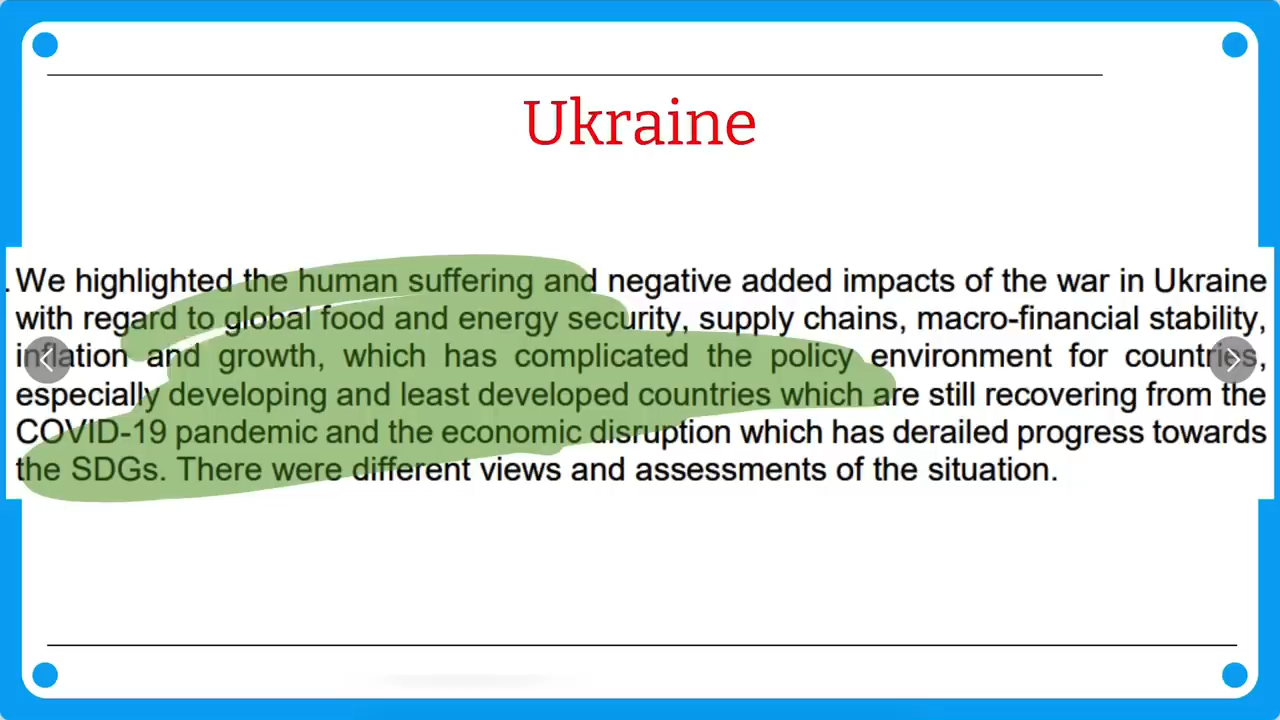 Ukraine
. We highlighted the human suffering and negative added impacts of the war in Ukraine
with regard to global food and energy security, supply chains, macro-financial stability,
inflation and growth, which has complicated the policy environment for countries,
especially developing and least developed countries which are still recovering from the
COVID-19 pandemic and the economic disruption which has derailed progress towards
the SDGs. There were different views and assessments of the situation.